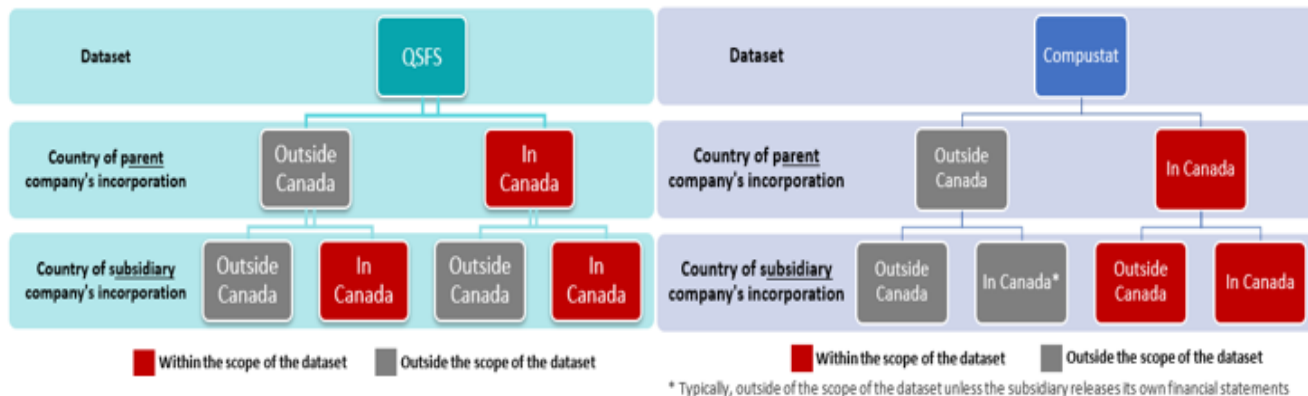 Dataset
QSFS
Country of parent
company's incorporation
Outside
Canada
In
Canada
Country of subsidiary
company's incorporation
Outside
Canada
In
Canada
Outside
Canada
In
Canada
Within the scope of the dataset
Outside the scope of the dataset
Dataset
Compustat
Country of parent
company's incorporation
Outside
Canada
In Canada
Country of subsidiary
company's incorporation
Outside
Canada
In Canada*
Outside
Canada
In Canada
Within the scope of the dataset
Outside the scope of the dataset
* Typically, outside of the scope of the dataset unless the subsidiary releases its own financial statements